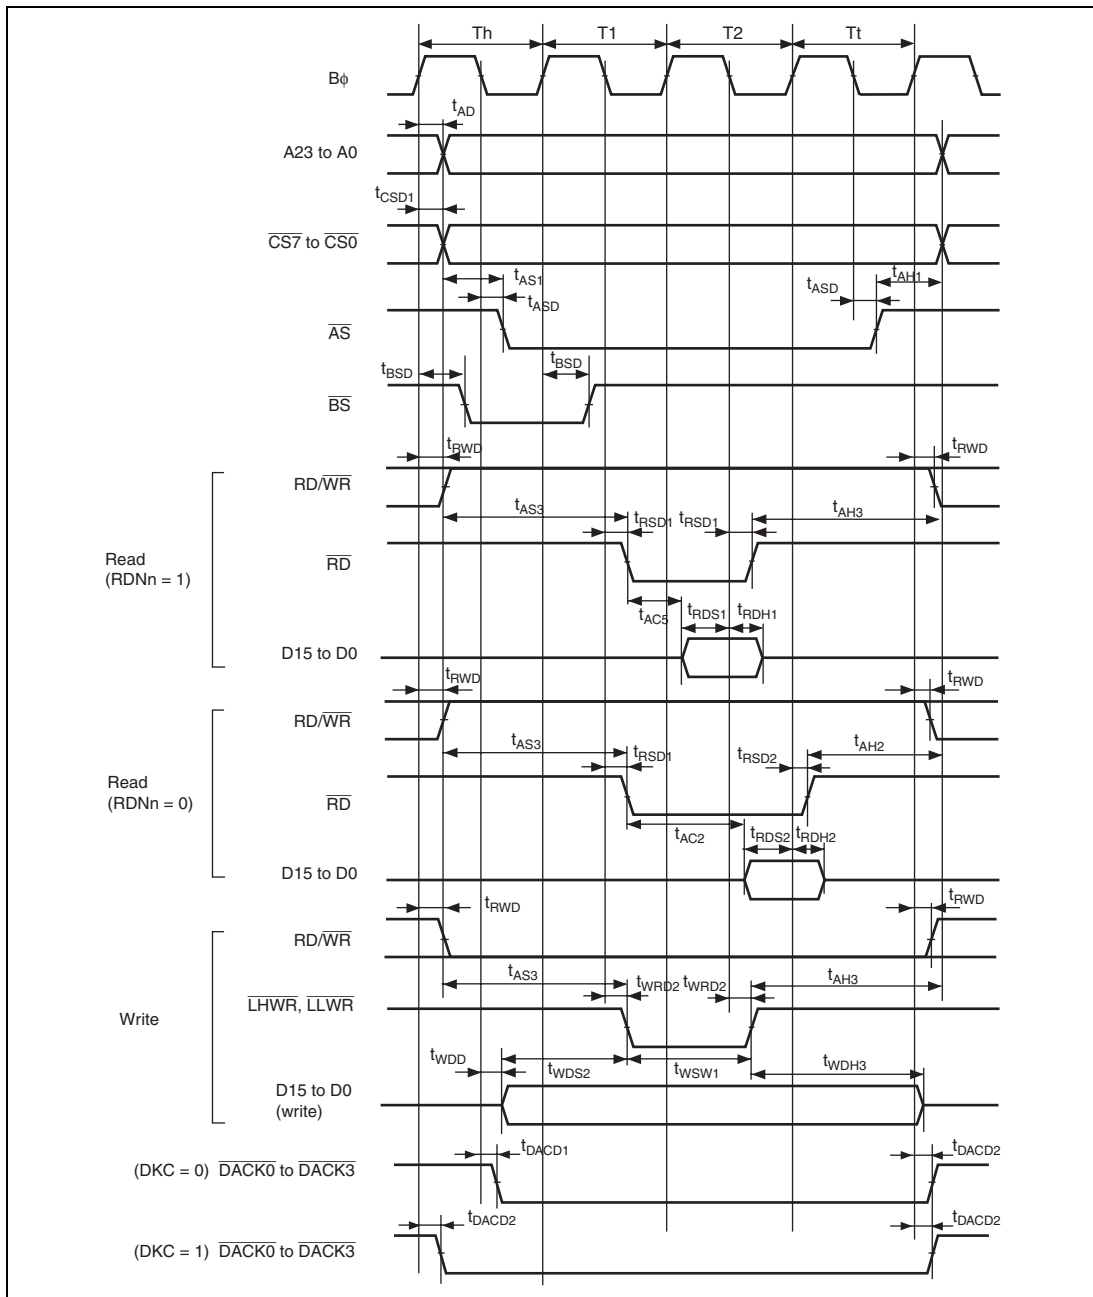 Th T1 T2 Tt
Bϕ
tAD
A23 to A0
tCSD1
CS7 to CS0
tAS1 tASD tASD tAH1
AS
tBSD tBSD
BS
tRWD tRWD
RD/WR
tAS3 tRSD1 tRSD1 tAH3
Read
(RDNn = 1)
RD
tAC5 tRDS1 tRDH1
D15 to D0
tRWD tRWD
RD/WR
tAS3 tRSD1 tRSD2 tAH2
Read
(RDNn = 0)
RD
tAC2 tRDS2 tRDH2
D15 to D0
tRWD tRWD
RD/WR
tAS3 tWRD2 tWRD2 tAH3
Write
LHWR, LLWR
tWDD tWDS2 tWSW1 tWDH3
D15 to D0
(write)
tDACD1 tDACD2
(DKC = 0) DACK0 to DACK3
tDACD2 tDACD2
(DKC = 1) DACK0 to DACK3